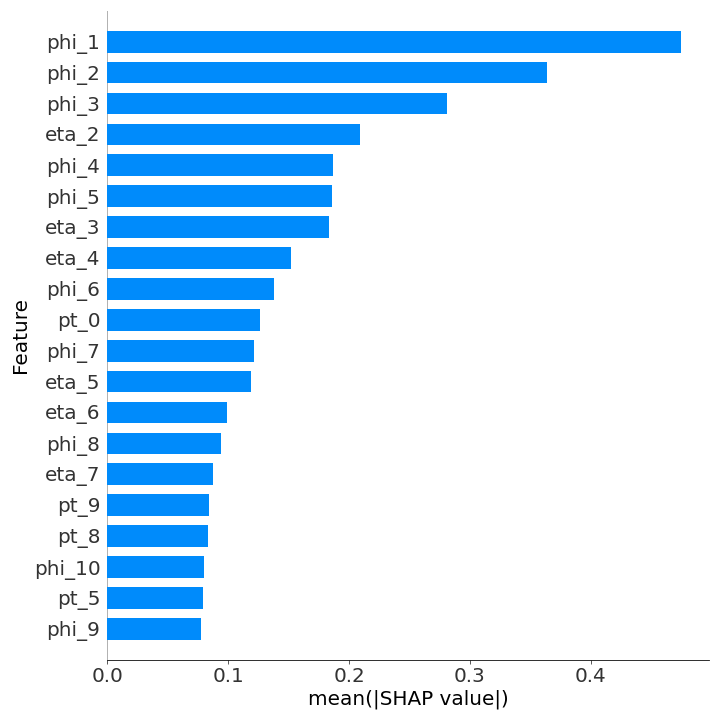 phi_1
phi_2
phi_3
eta_2
phi_4
phi_5
eta_3
eta_4
phi_6
pt_0
phi_7
eta_5
eta_6
phi_8
eta_7
pt_9
pt_8
phi_10
pt_5
phi_9
Feature
0.0 0.1 0.2 0.3 0.4
mean(|SHAP value|)